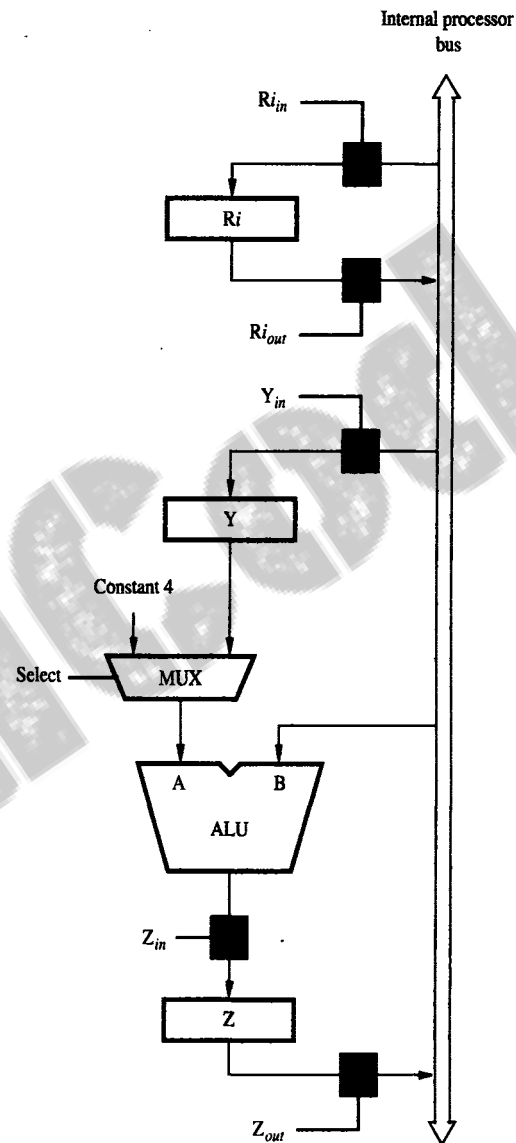 Internal processor
bus
Ri_in
Ri
Ri_out
Y_in
Y
Constant 4
Select
MUX
A
B
ALU
Z_in
Z
Z_out